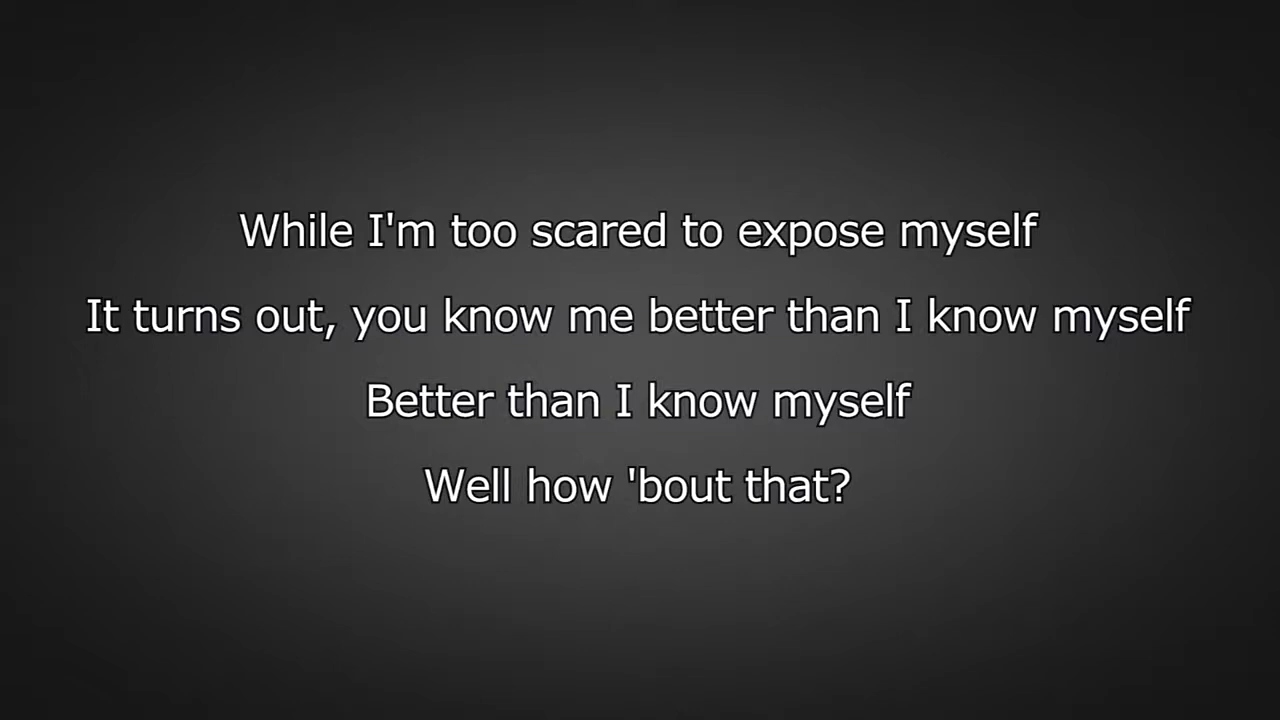 While I'm too scared to expose myself
It turns out, you know me better than I know myself
Better than I know myself
Well how 'bout that?